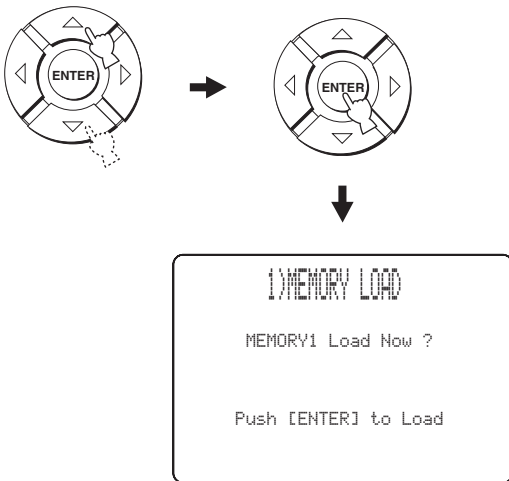 ENTER
ENTER
1)MEMORY LOAD
MEMORY1 Load Now ?
Push [ENTER] to Load